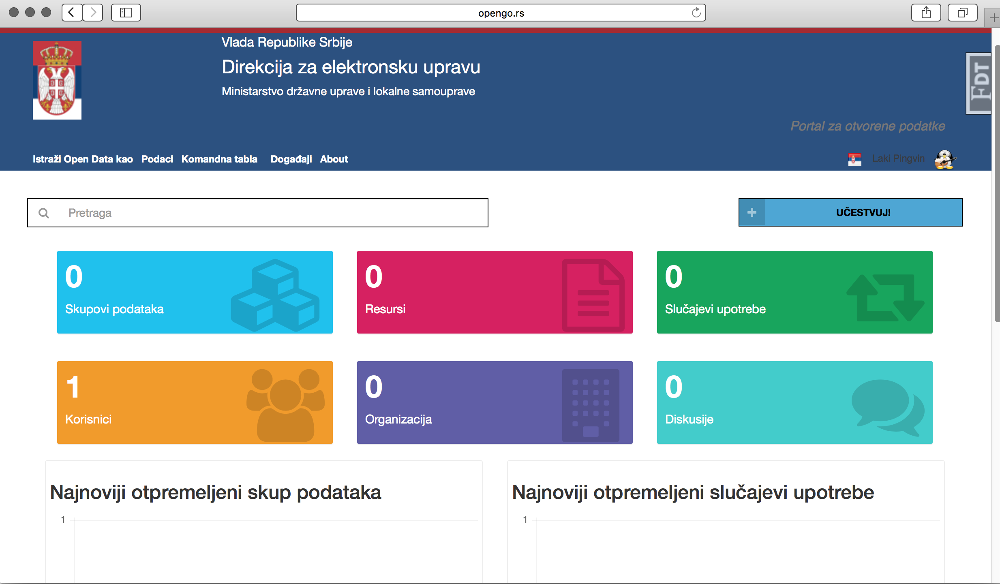 opengo.rs
Vlada Republike Srbije
Direkcija za elektronsku upravu
Ministarstvo državne uprave i lokalne samouprave
FDT
Portal za otvorene podatke
Istraži Open Data kao Podaci Komandna tabla Događaji About
Laki Pingvin
Pretraga
UČESTVUJ!
0
Skupovi podataka
0
Resursi
0
Slučajevi upotrebe
1
Korisnici
0
Organizacija
0
Diskusije
Najnoviji otpremeljeni skup podataka
1
Najnoviji otpremeljeni slučajevi upotrebe
1